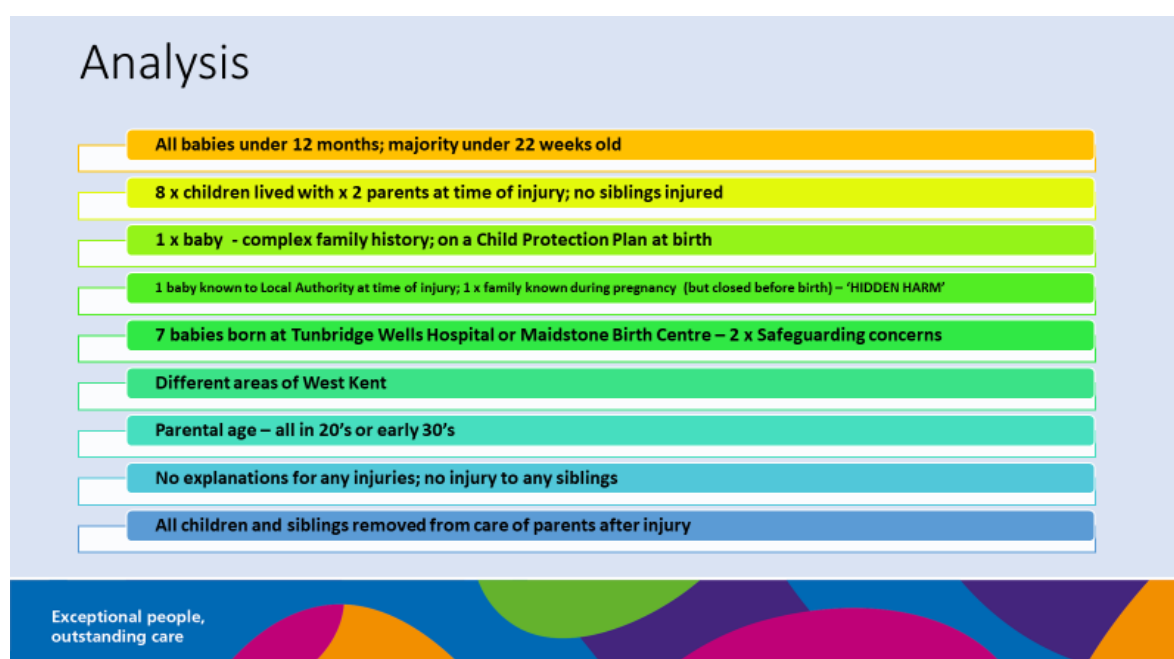 Analysis
All babies under 12 months; majority under 22 weeks old
8 x children lived with x 2 parents at time of injury; no siblings injured
1 x baby  - complex family history; on a Child Protection Plan at birth
1 baby known to Local Authority at time of injury; 1 x family known during pregnancy  (but closed before birth) – ‘HIDDEN HARM’
7 babies born at Tunbridge Wells Hospital or Maidstone Birth Centre – 2 x Safeguarding concerns
Different areas of West Kent
Parental age – all in 20’s or early 30’s
No explanations for any injuries; no injury to any siblings
All children and siblings removed from care of parents after injury
Exceptional people,
outstanding care